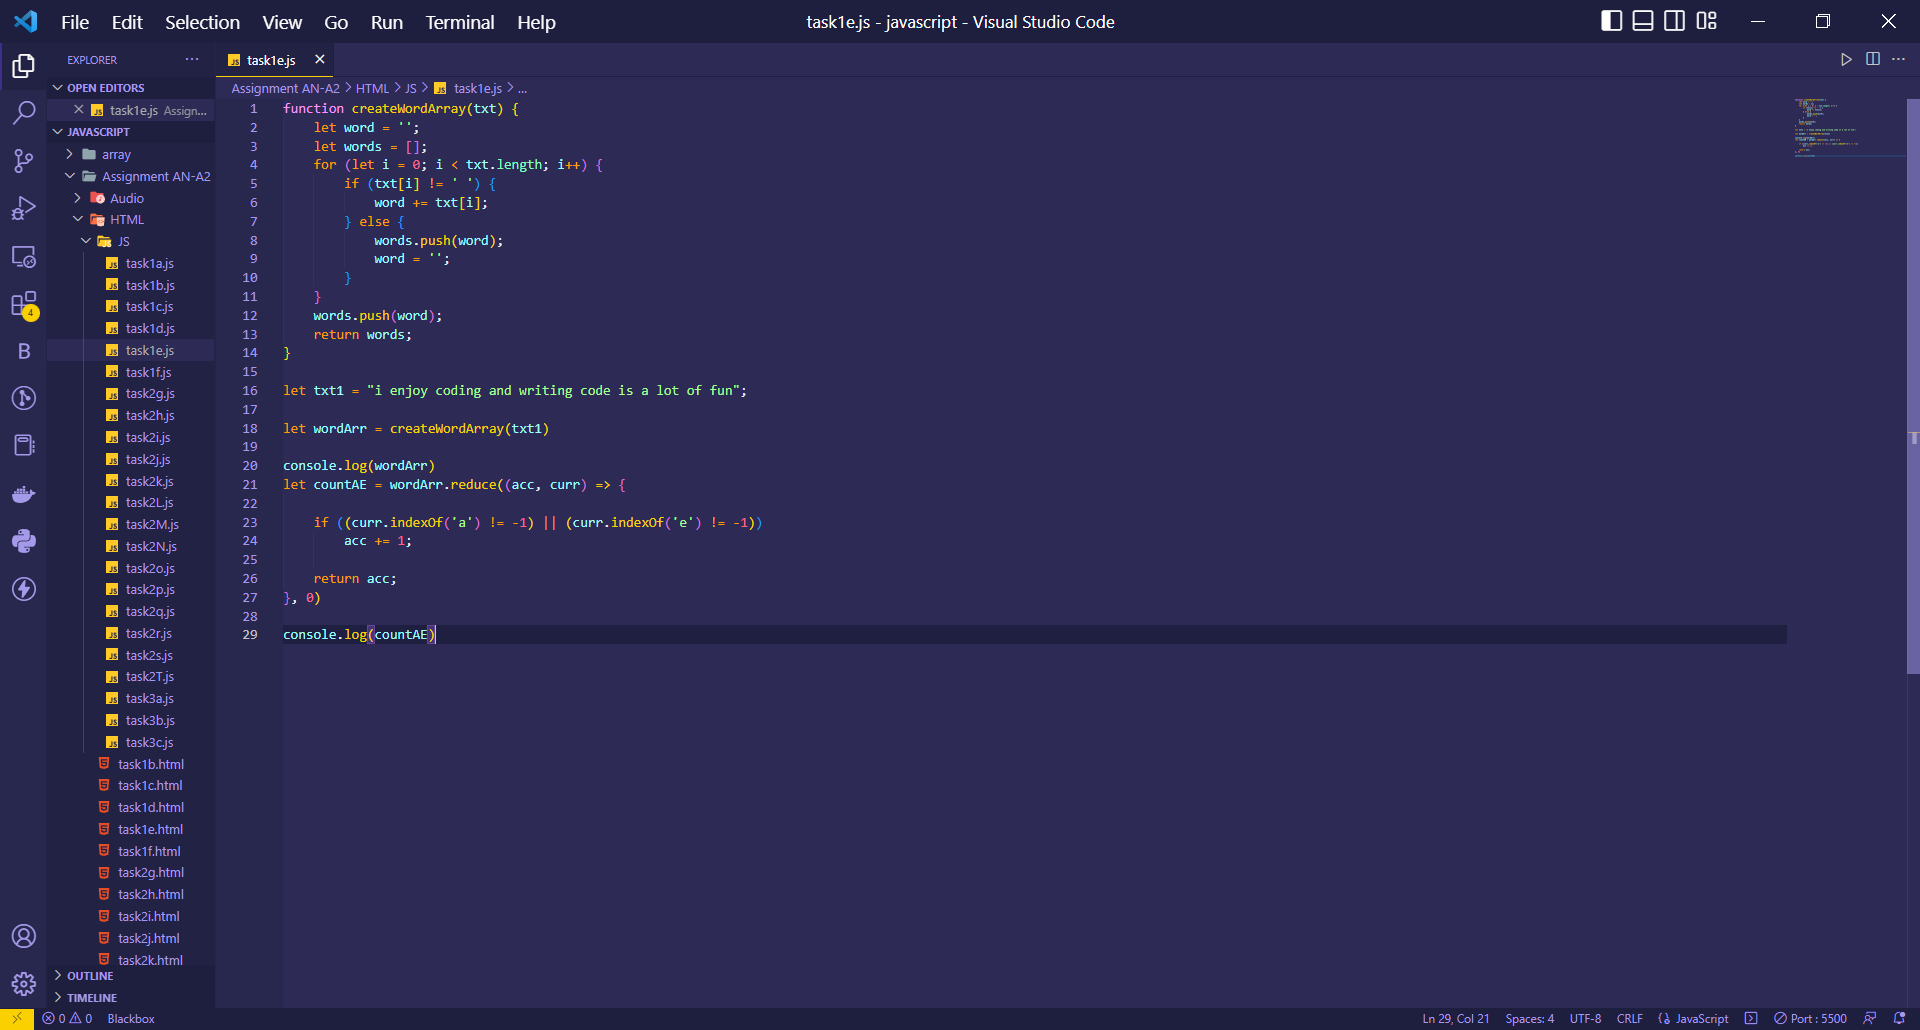 File Edit Selection View Go Run Terminal Help
task1e.js - javascript - Visual Studio Code
EXPLORER ···
OPEN EDITORS
task1e.js Assign...
JAVASCRIPT
array
Assignment AN-A2
Audio
HTML
JS
task1a.js
task1b.js
task1c.js
task1d.js
task1e.js
task1f.js
task2g.js
task2h.js
task2i.js
task2j.js
task2k.js
task2L.js
task2M.js
task2N.js
task2o.js
task2p.js
task2q.js
task2r.js
task2s.js
task2T.js
task3a.js
task3b.js
task3c.js
task1b.html
task1c.html
task1d.html
task1e.html
task1f.html
task2g.html
task2h.html
task2i.html
task2j.html
task2k.html
OUTLINE
TIMELINE
4
B
task1e.js
Assignment AN-A2 > HTML > JS > task1e.js > ...
1 function createWordArray(txt) {
2 let word = '';
3 let words = [];
4 for (let i = 0; i < txt.length; i++) {
5 if (txt[i] != ' ') {
6 word += txt[i];
7 } else {
8 words.push(word);
9 word = '';
10 }
11 }
12 words.push(word);
13 return words;
14 }
15
16 let txt1 = "i enjoy coding and writing code is a lot of fun";
17
18 let wordArr = createWordArray(txt1)
19
20 console.log(wordArr)
21 let countAE = wordArr.reduce((acc, curr) => {
22
23 if ((curr.indexOf('a') != -1) || (curr.indexOf('e') != -1))
24 acc += 1;
25
26 return acc;
27 }, 0)
28
29 console.log(countAE)
0 0 Blackbox
Ln 29, Col 21 Spaces: 4 UTF-8 CRLF JavaScript Port : 5500